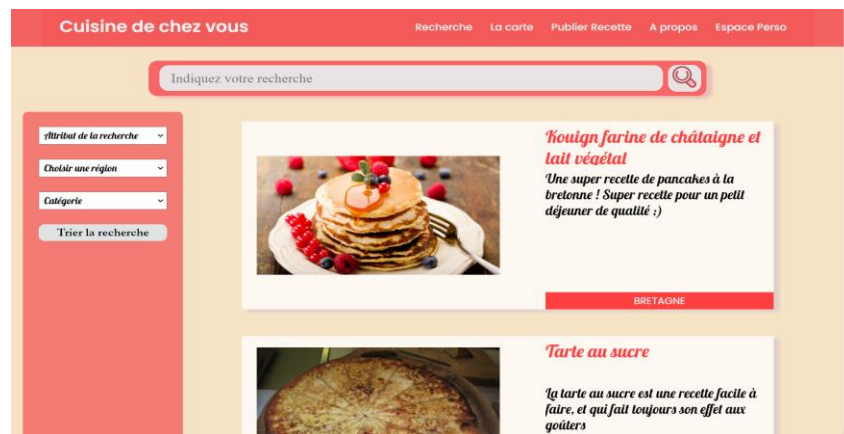 Cuisine de chez vous
Recherche La carte Publier Recette A propos Espace Perso
Indiquez votre recherche
Attribut de la recherche
Choisir une région
Catégorie
Trier la recherche
Kouign farine de châtaigne et
lait végétal
Une super recette de pancakes à la
bretonne ! Super recette pour un petit
déjeuner de qualité ;)
BRETAGNE
Tarte au sucre
la tarte au sucre est une recette facile à
faire, et qui fait toujours son effet aux
goûters